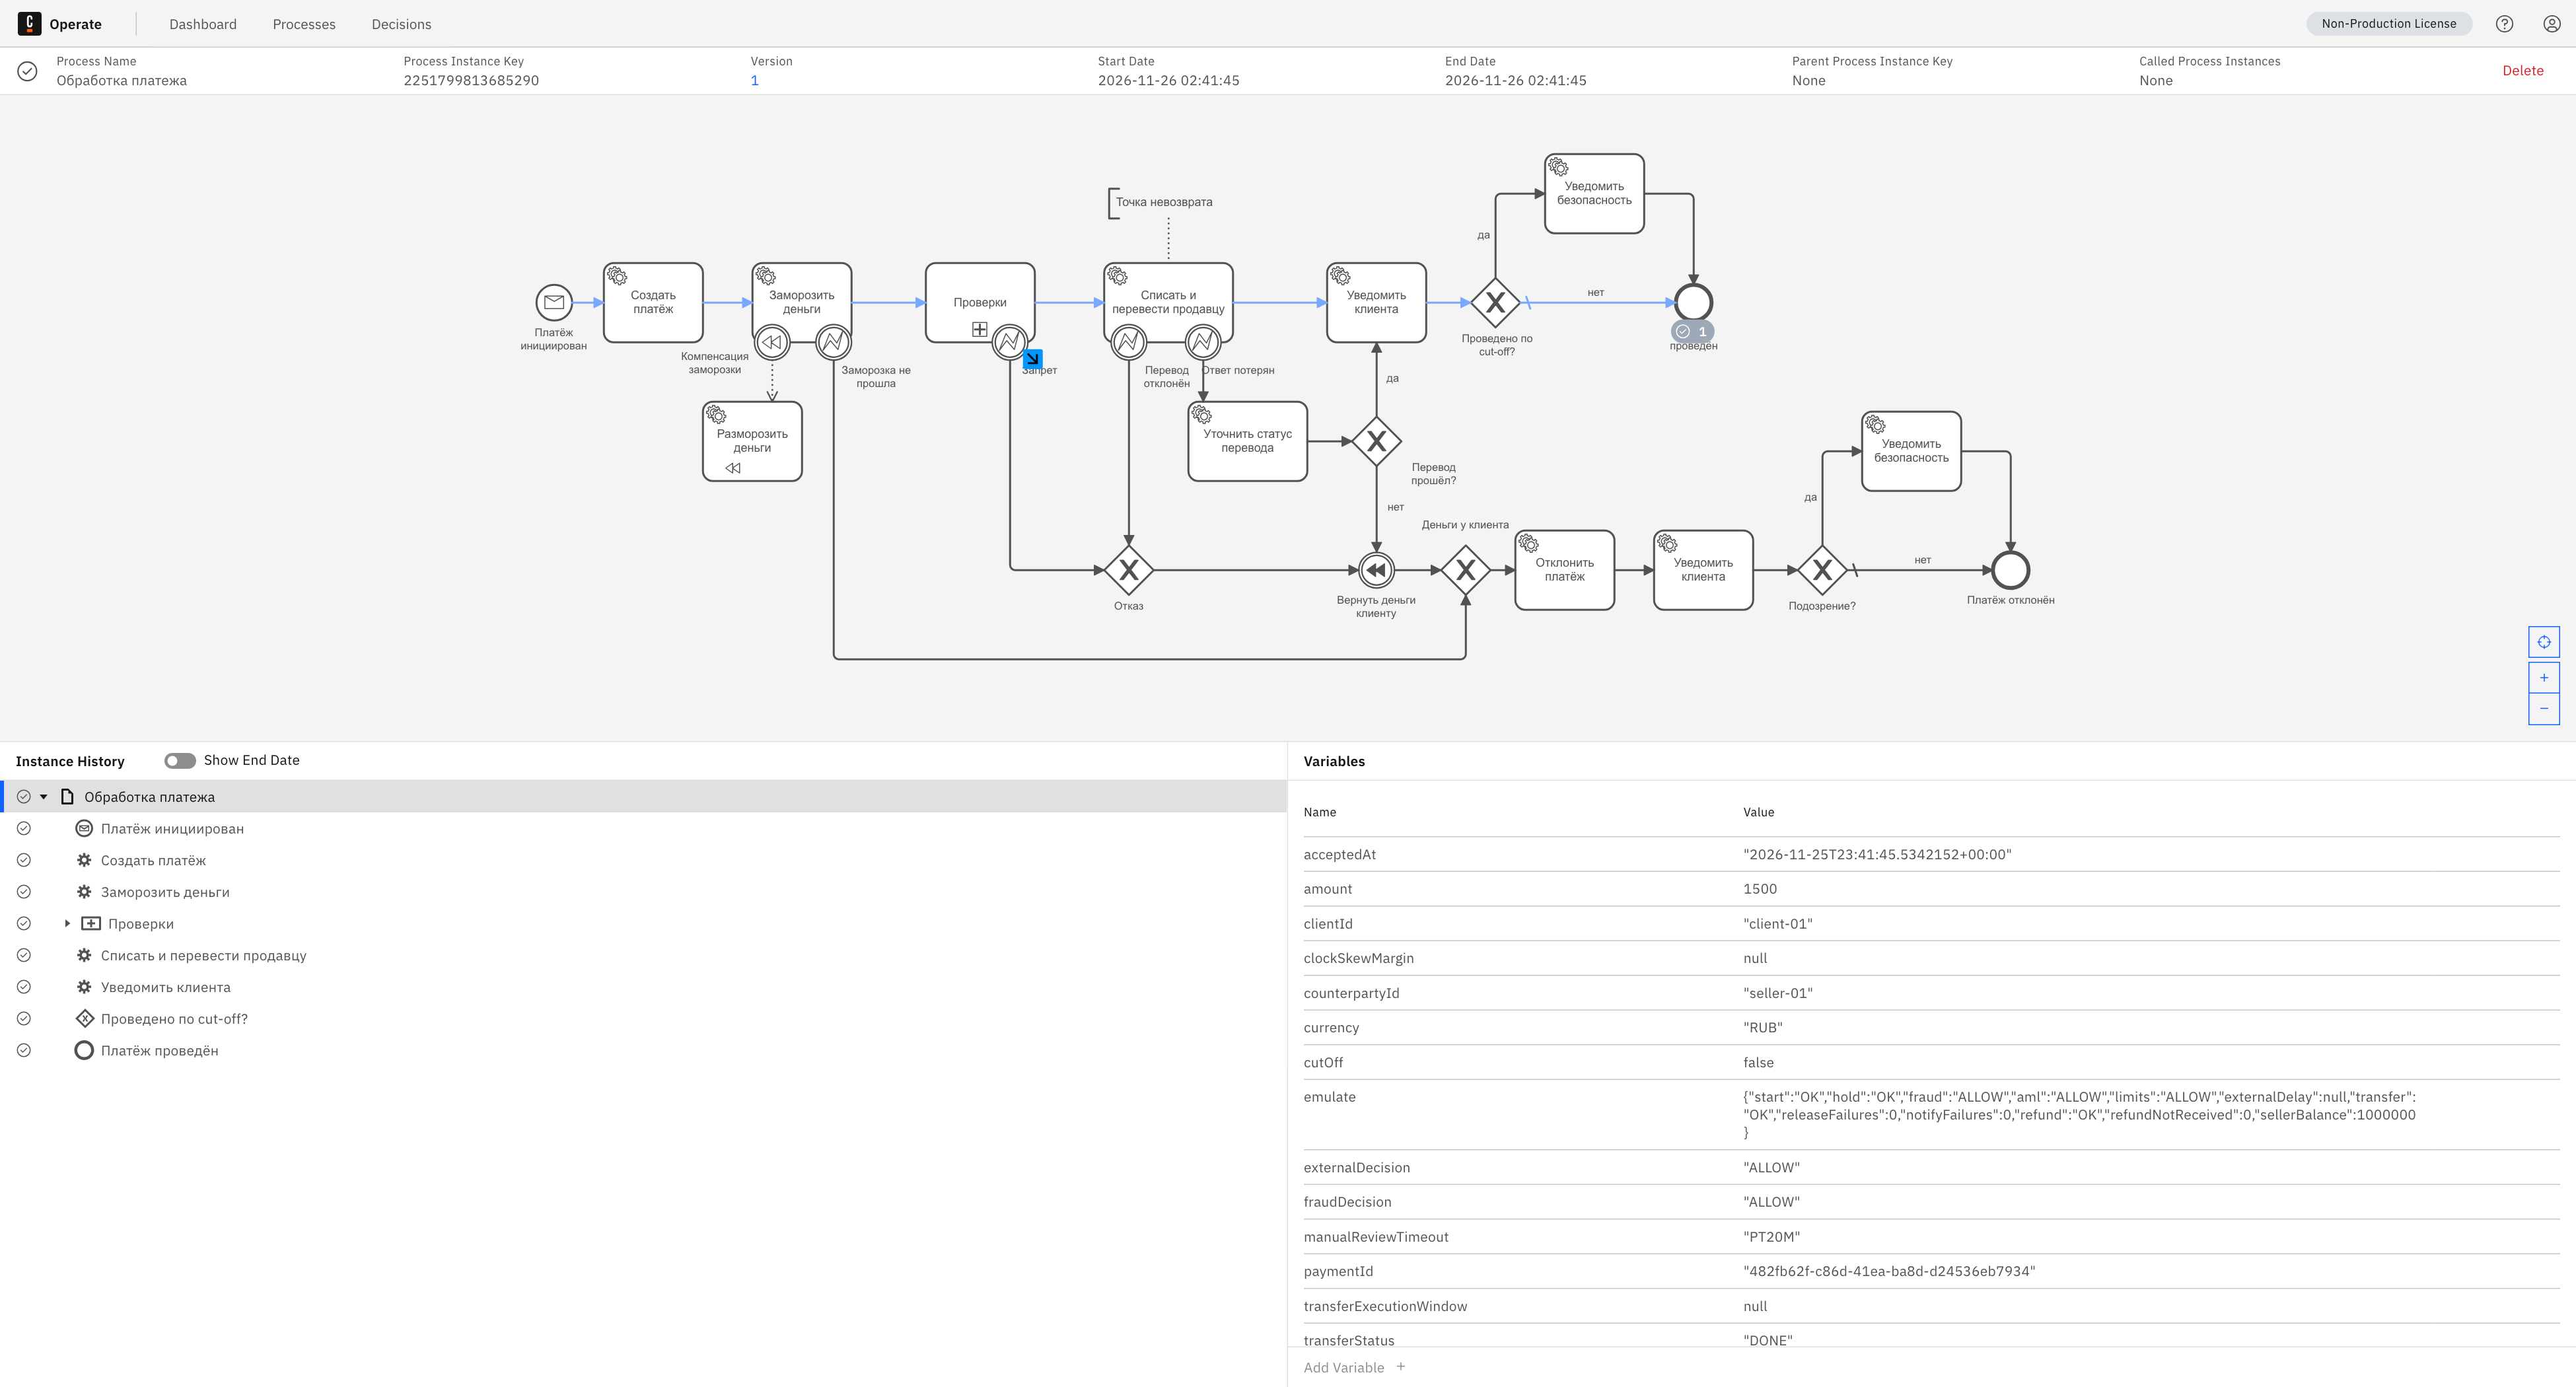 Operate
Dashboard
Processes
Decisions
Non-Production License
Process Name
Обработка платежа
Process Instance Key
2251799813685290
Version
1
Start Date
2026-11-26 02:41:45
End Date
2026-11-26 02:41:45
Parent Process Instance Key
None
Called Process Instances
None
Delete
Уведомить
безопасность
Точка невозврата
да
Платёж
инициирован
Создать
платёж
Заморозить
деньги
Проверки
Списать и
перевести продавцу
Уведомить
клиента
Проведено по
cut-off?
нет
1
проведён
Компенсация
заморозки
Заморозка не
прошла
Запрет
Перевод
отклонён
Ответ потерян
да
Разморозить
деньги
Уточнить статус
перевода
Перевод
прошёл?
нет
Уведомить
безопасность
да
Деньги у клиента
Отказ
Вернуть деньги
клиенту
Отклонить
платёж
Уведомить
клиента
Подозрение?
нет
Платёж отклонён
Instance History
Show End Date
Обработка платежа
Платёж инициирован
Создать платёж
Заморозить деньги
Проверки
Списать и перевести продавцу
Уведомить клиента
Проведено по cut-off?
Платёж проведён
Variables
Name
Value
acceptedAt
"2026-11-25T23:41:45.5342152+00:00"
amount
1500
clientId
"client-01"
clockSkewMargin
null
counterpartyId
"seller-01"
currency
"RUB"
cutOff
false
emulate
{"start":"OK","hold":"OK","fraud":"ALLOW","aml":"ALLOW","limits":"ALLOW","externalDelay":null,"transfer":
"OK","releaseFailures":0,"notifyFailures":0,"refund":"OK","refundNotReceived":0,"sellerBalance":1000000
}
externalDecision
"ALLOW"
fraudDecision
"ALLOW"
manualReviewTimeout
"PT20M"
paymentId
"482fb62f-c86d-41ea-ba8d-d24536eb7934"
transferExecutionWindow
null
transferStatus
"DONE"
Add Variable +